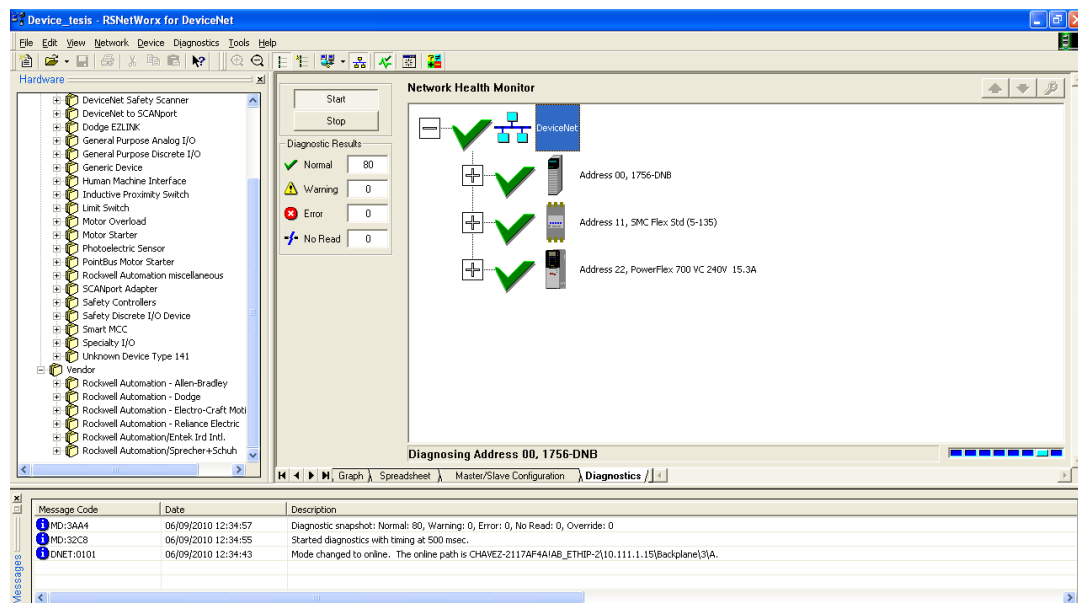 Device_tesis - RSNetWorx for DeviceNet
File Edit View Network Device Diagnostics Tools Help
Hardware
DeviceNet Safety Scanner
DeviceNet to SCANport
Dodge EZLINK
General Purpose Analog I/O
General Purpose Discrete I/O
Generic Device
Human Machine Interface
Inductive Proximity Switch
Limit Switch
Motor Overload
Motor Starter
Photoelectric Sensor
PointBus Motor Starter
Rockwell Automation miscellaneous
SCANport Adapter
Safety Controllers
Safety Discrete I/O Device
Smart MCC
Specialty I/O
Unknown Device Type 141
Vendor
Rockwell Automation - Allen-Bradley
Rockwell Automation - Dodge
Rockwell Automation - Electro-Craft Moti
Rockwell Automation - Reliance Electric
Rockwell Automation/Entek Ird Intl.
Rockwell Automation/Sprecher+Schuh
Start
Stop
Diagnostic Results
Normal 80
Warning 0
Error 0
No Read 0
Network Health Monitor
DeviceNet
Address 00, 1756-DNB
Address 11, SMC Flex Std (5-135)
Address 22, PowerFlex 700 VC 240V 15.3A
Diagnosing Address 00, 1756-DNB
Graph Spreadsheet Master/Slave Configuration Diagnostics
Messages
Message Code Date Description
MD:3AA4 06/09/2010 12:34:57 Diagnostic snapshot: Normal: 80, Warning: 0, Error: 0, No Read: 0, Override: 0
MD:32C8 06/09/2010 12:34:55 Started diagnostics with timing at 500 msec.
DNET:0101 06/09/2010 12:34:43 Mode changed to online. The online path is CHAVEZ-2117AF4A!AB_ETHIP-2\10.111.1.15\Backplane\3\A.